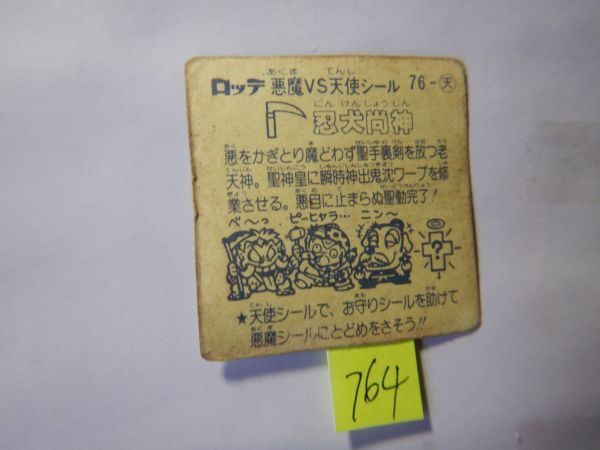 ロッテ 悪魔VS天使シール 76-天
忍犬尚神
悪をかぎとり魔どわず聖手裏剣を放つ老
天神。聖神皇に瞬時神出鬼沈ワープを修
業させる。悪目に止まらぬ聖動完了!
べ〜っ ピーヒャラ… ニン〜
?
★天使シールで、お守りシールを助けて
悪魔シールにとどめをさそう!!
764